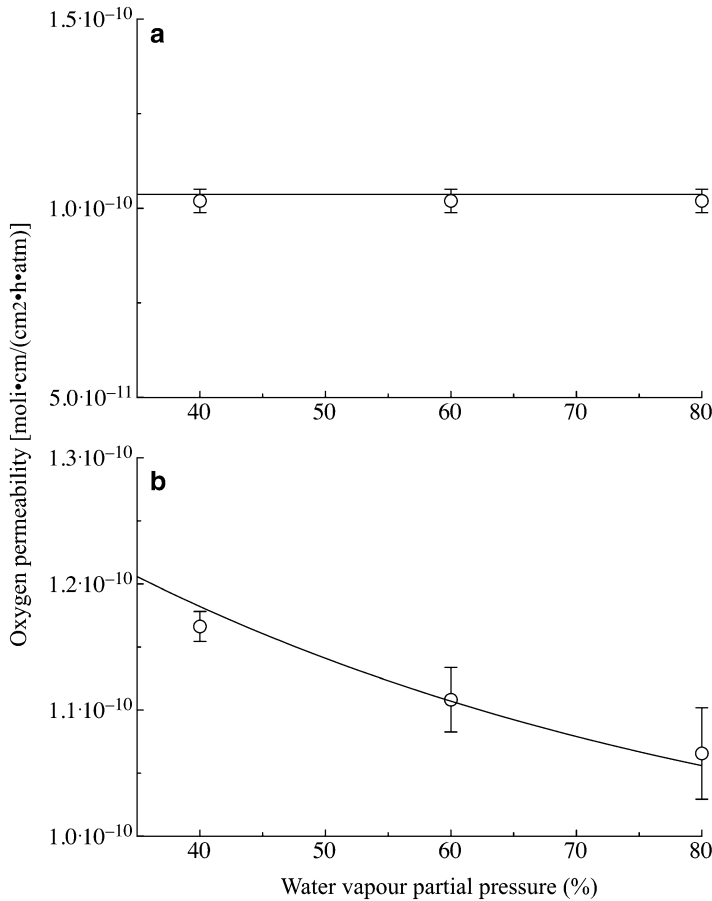 1.5·10–10
a
1.0·10–10
5.0·10–11
40 50 60 70 80
Oxygen permeability [moli•cm/(cm2•h•atm)]
1.3·10–10
b
1.2·10–10
1.1·10–10
1.0·10–10
40 50 60 70 80
Water vapour partial pressure (%)